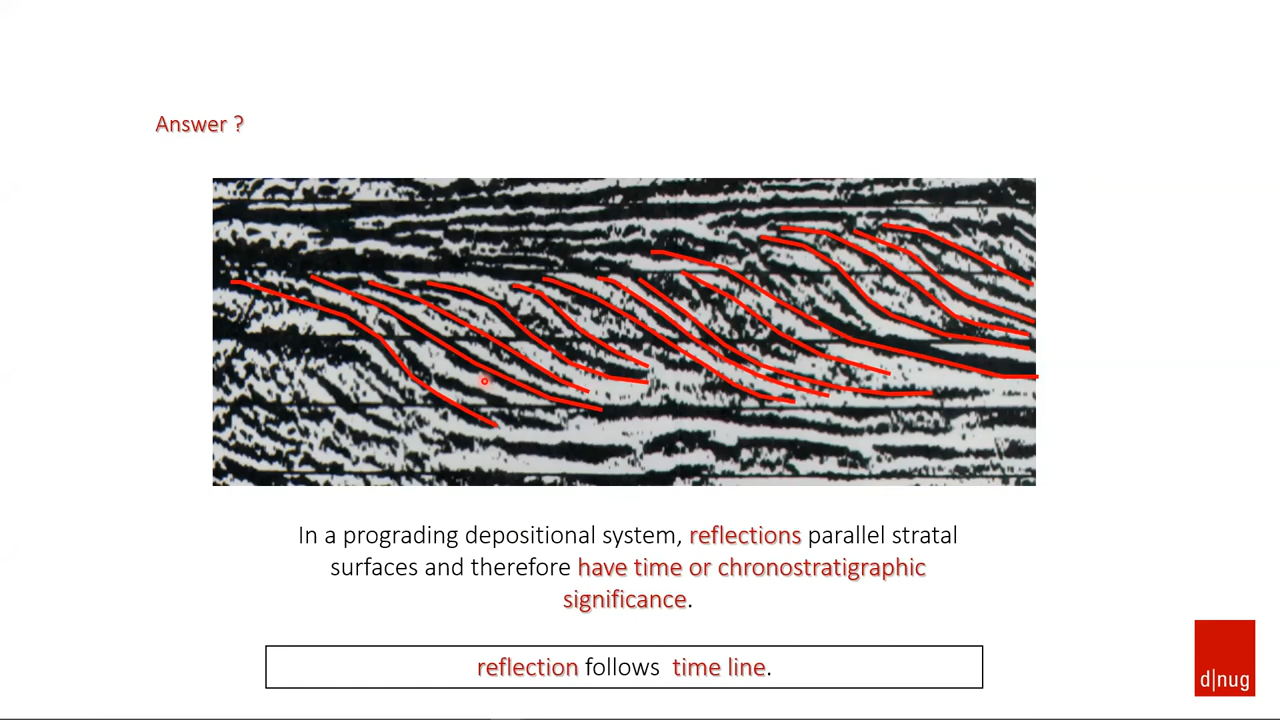 Answer ?
In a prograding depositional system, reflections parallel stratal
surfaces and therefore have time or chronostratigraphic
significance.
reflection follows time line.
d|nug